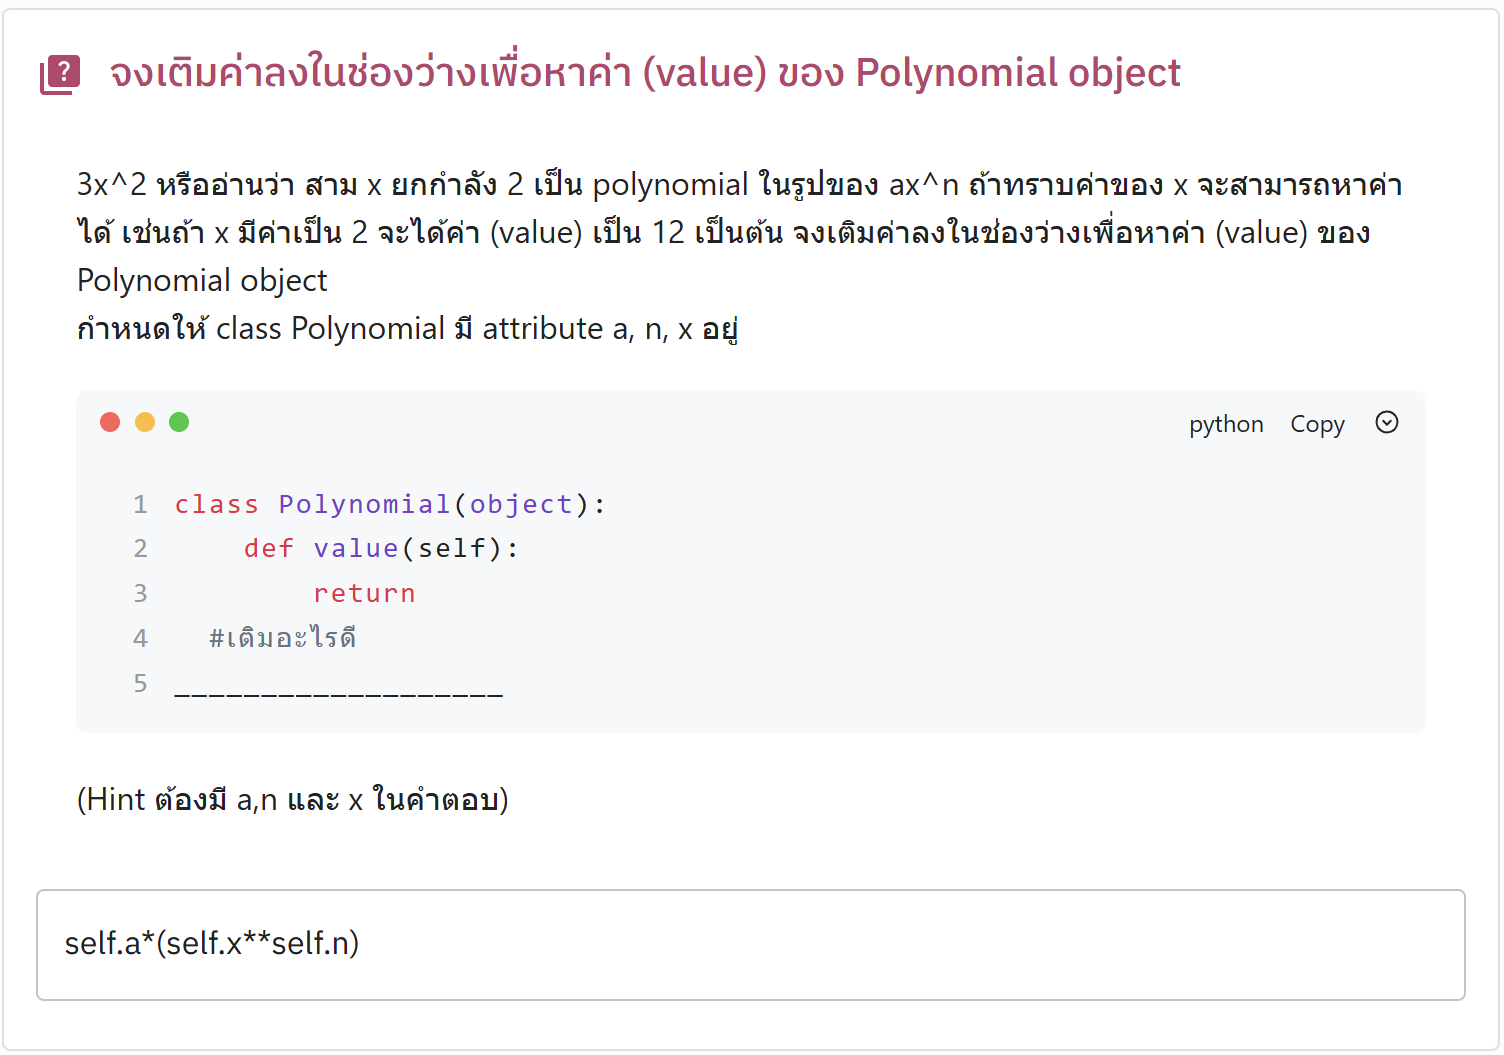 จงเติมค่าลงในช่องว่างเพื่อหาค่า (value) ของ Polynomial object
3x^2 หรืออ่านว่า สาม x ยกกำลัง 2 เป็น polynomial ในรูปของ ax^n ถ้าทราบค่าของ x จะสามารถหาค่า
ได้ เช่นถ้า x มีค่าเป็น 2 จะได้ค่า (value) เป็น 12 เป็นต้น จงเติมค่าลงในช่องว่างเพื่อหาค่า (value) ของ
Polynomial object
กำหนดให้ class Polynomial มี attribute a, n, x อยู่
python Copy
1 class Polynomial(object):
2     def value(self):
3         return
4   #เติมอะไรดี
5 ___________________
(Hint ต้องมี a,n และ x ในคำตอบ)
self.a*(self.x**self.n)